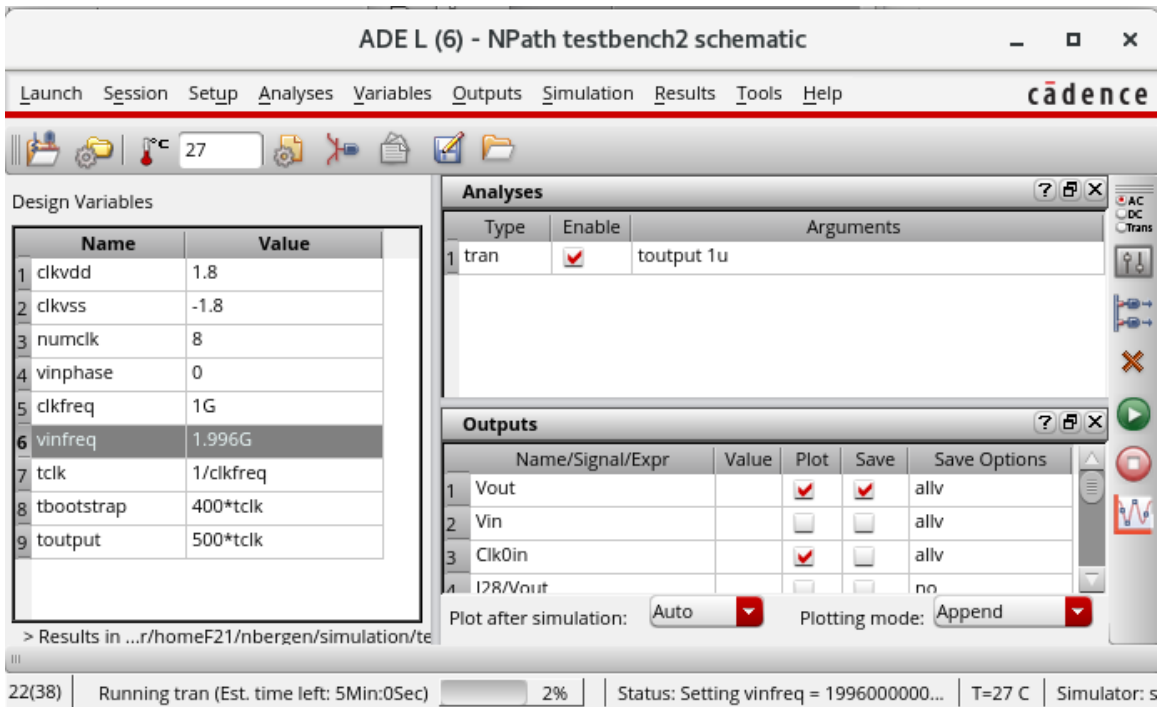 ADE L (6) - NPath testbench2 schematic
Launch Session Setup Analyses Variables Outputs Simulation Results Tools Help cādence
°C 27
Design Variables
Name Value
1 clkvdd 1.8
2 clkvss -1.8
3 numclk 8
4 vinphase 0
5 clkfreq 1G
6 vinfreq 1.996G
7 tclk 1/clkfreq
8 tbootstrap 400*tclk
9 toutput 500*tclk
> Results in ...r/homeF21/nbergen/simulation/te
Analyses ?
Type Enable Arguments
1 tran toutput 1u
Outputs ?
Name/Signal/Expr Value Plot Save Save Options
1 Vout allv
2 Vin allv
3 Clk0in allv
4 I28/Vout no
Plot after simulation: Auto Plotting mode: Append
AC
DC
Trans
22(38) Running tran (Est. time left: 5Min:0Sec) 2% Status: Setting vinfreq = 1996000000... T=27 C Simulator: s